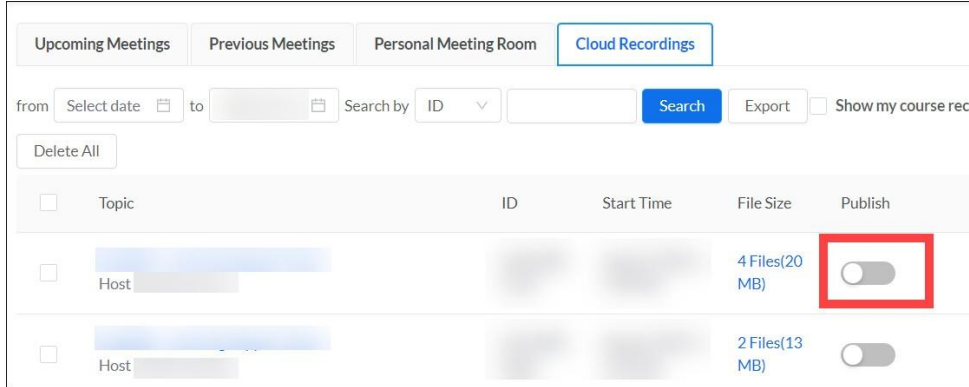 Upcoming Meetings Previous Meetings Personal Meeting Room Cloud Recordings
from Select date to Search by ID Search Export Show my course rec
Delete All
Topic ID Start Time File Size Publish
4 Files(20
Host
MB)
2 Files(13
Host
MB)